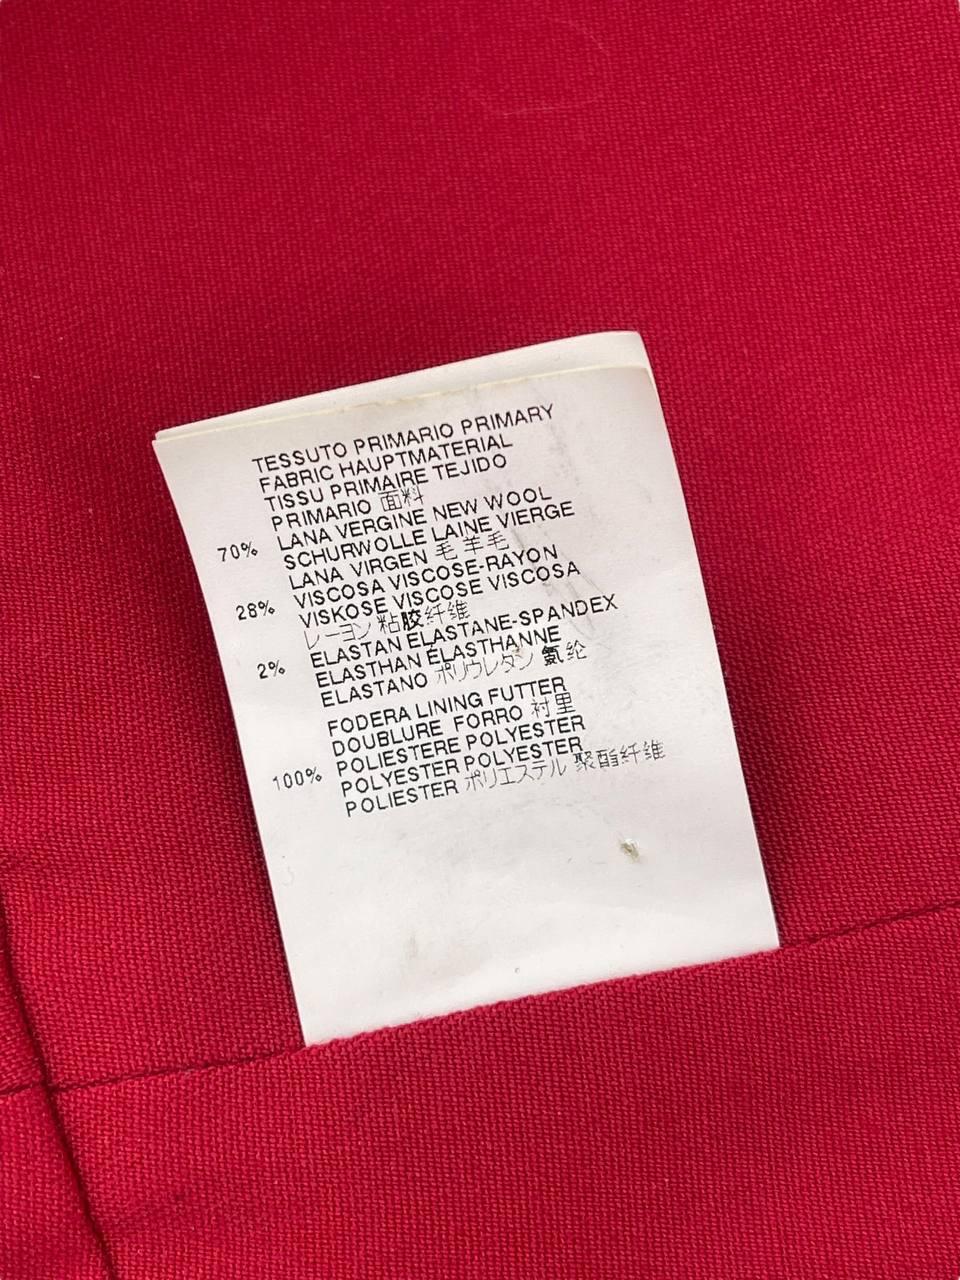 TESSUTO PRIMARIO PRIMARY
FABRIC HAUPTMATERIAL
TISSU PRIMAIRE TEJIDO
PRIMARIO 面料
70% LANA VERGINE NEW WOOL
SCHURWOLLE LAINE VIERGE
LANA VIRGEN 毛 羊毛
28% VISCOSA VISCOSE-RAYON
VISKOSE VISCOSE VISCOSA
レーヨン 粘胶纤维
2% ELASTAN ELASTANE-SPANDEX
ELASTHAN ÉLASTHANNE
ELASTANO ポリウレタン 氨纶
FODERA LINING FUTTER
DOUBLURE FORRO 衬里
100% POLIESTERE POLYESTER
POLYESTER POLYESTER
POLIESTER ポリエステル 聚酯纤维